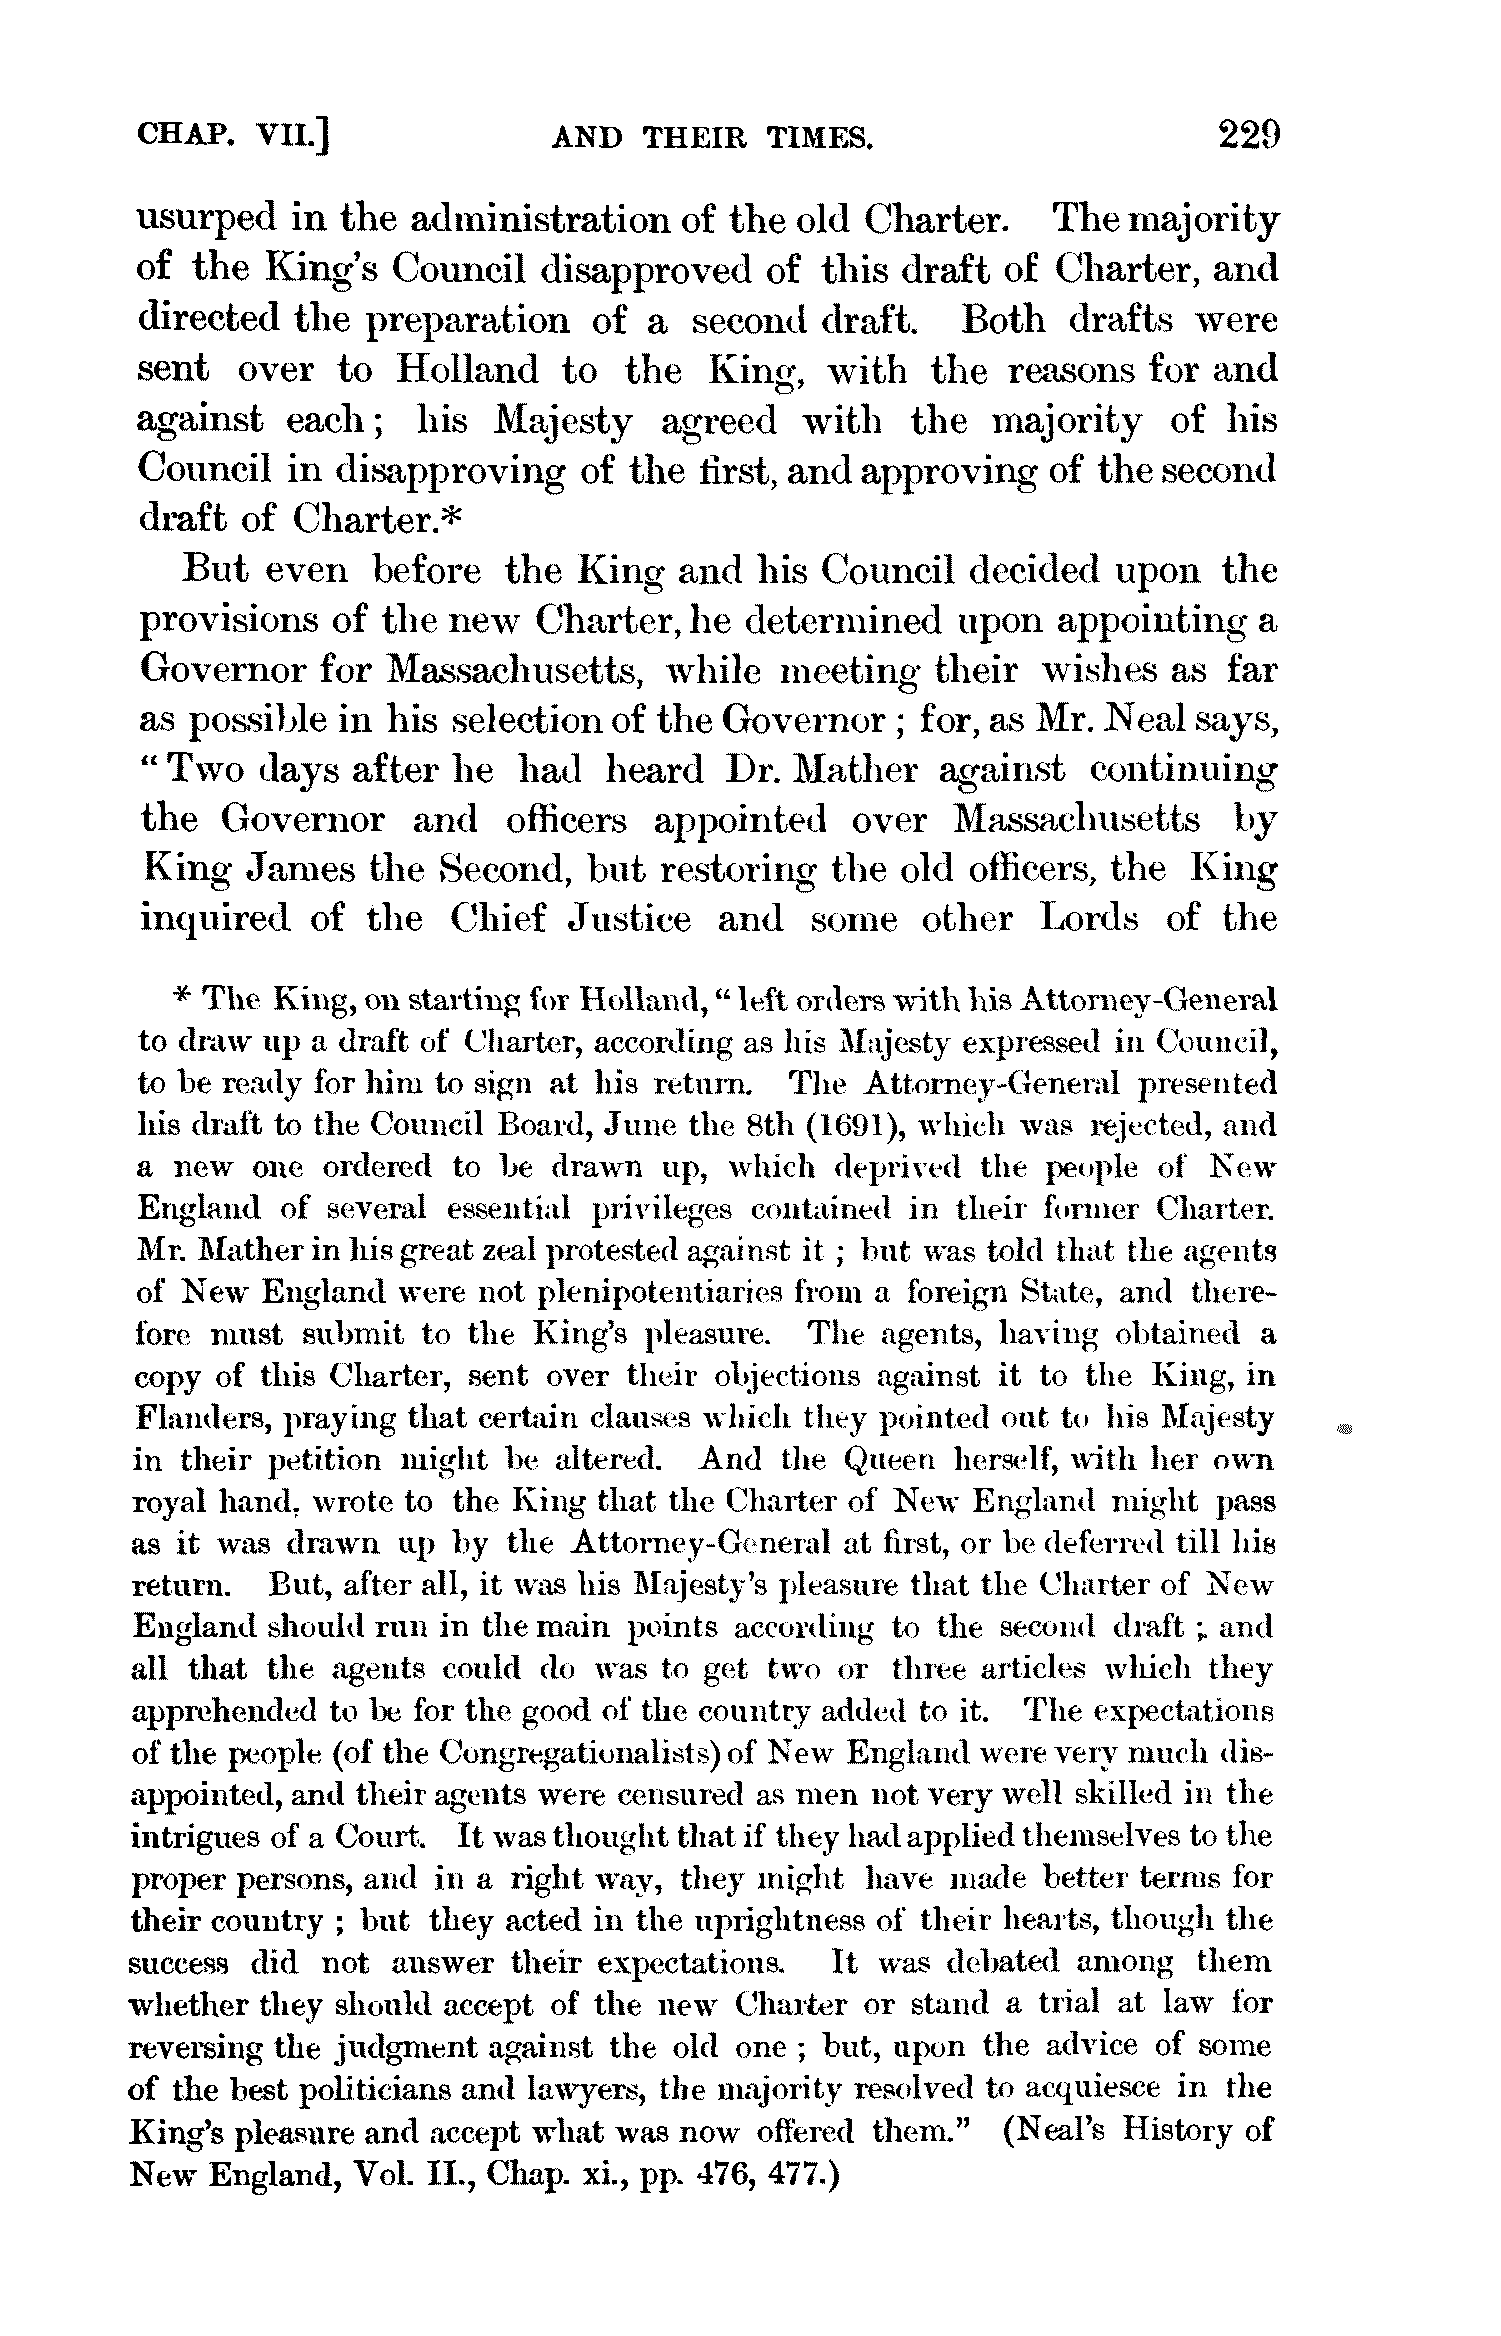 CHAP. VII.] AND THEIR TIMES. 229
usurped in the administration of the old Charter. The majority
of the King's Council disapproved of this draft of Charter, and
directed the preparation of a second draft. Both drafts were
sent over to Holland to the King, with the reasons for and
against each; his Majesty agreed with the majority of his
Council in disapproving of the first, and approving of the second
draft of Charter.*
But even before the King and his Council decided upon the
provisions of the new Charter, he determined upon appointing a
Governor for Massachusetts, while meeting their wishes as far
as possible in his selection of the Governor; for, as Mr. Neal says,
"Two days after he had heard Dr. Mather against continuing
the Governor and officers appointed over Massachusetts by
King James the Second, but restoring the old officers, the King
inquired of the Chief Justice and some other Lords of the
* The King, on starting for Holland, "left orders with his Attorney-General
to draw up a draft of Charter, according as his Majesty expressed in Council,
to be ready for him to sign at his return. The Attorney-General presented
his draft to the Council Board, June the 8th (1691), which was rejected, and
a new one ordered to be drawn up, which deprived the people of New
England of several essential privileges contained in their former Charter.
Mr. Mather in his great zeal protested against it; but was told that the agents
of New England were not plenipotentiaries from a foreign State, and there-
fore must submit to the King's pleasure. The agents, having obtained a
copy of this Charter, sent over their objections against it to the King, in
Flanders, praying that certain clauses which they pointed out to his Majesty
in their petition might be altered. And the Queen herself, with her own
royal hand, wrote to the King that the Charter of New England might pass
as it was drawn up by the Attorney-General at first, or be deferred till his
return. But, after all, it was his Majesty's pleasure that the Charter of New
England should run in the main points according to the second draft; and
all that the agents could do was to get two or three articles which they
apprehended to be for the good of the country added to it. The expectations
of the people (of the Congregationalists) of New England were very much dis-
appointed, and their agents were censured as men not very well skilled in the
intrigues of a Court. It was thought that if they had applied themselves to the
proper persons, and in a right way, they might have made better terms for
their country; but they acted in the uprightness of their hearts, though the
success did not answer their expectations. It was debated among them
whether they should accept of the new Charter or stand a trial at law for
reversing the judgment against the old one; but, upon the advice of some
of the best politicians and lawyers, the majority resolved to acquiesce in the
King's pleasure and accept what was now offered them." (Neal's History of
New England, Vol. II., Chap. xi., pp. 476, 477.)